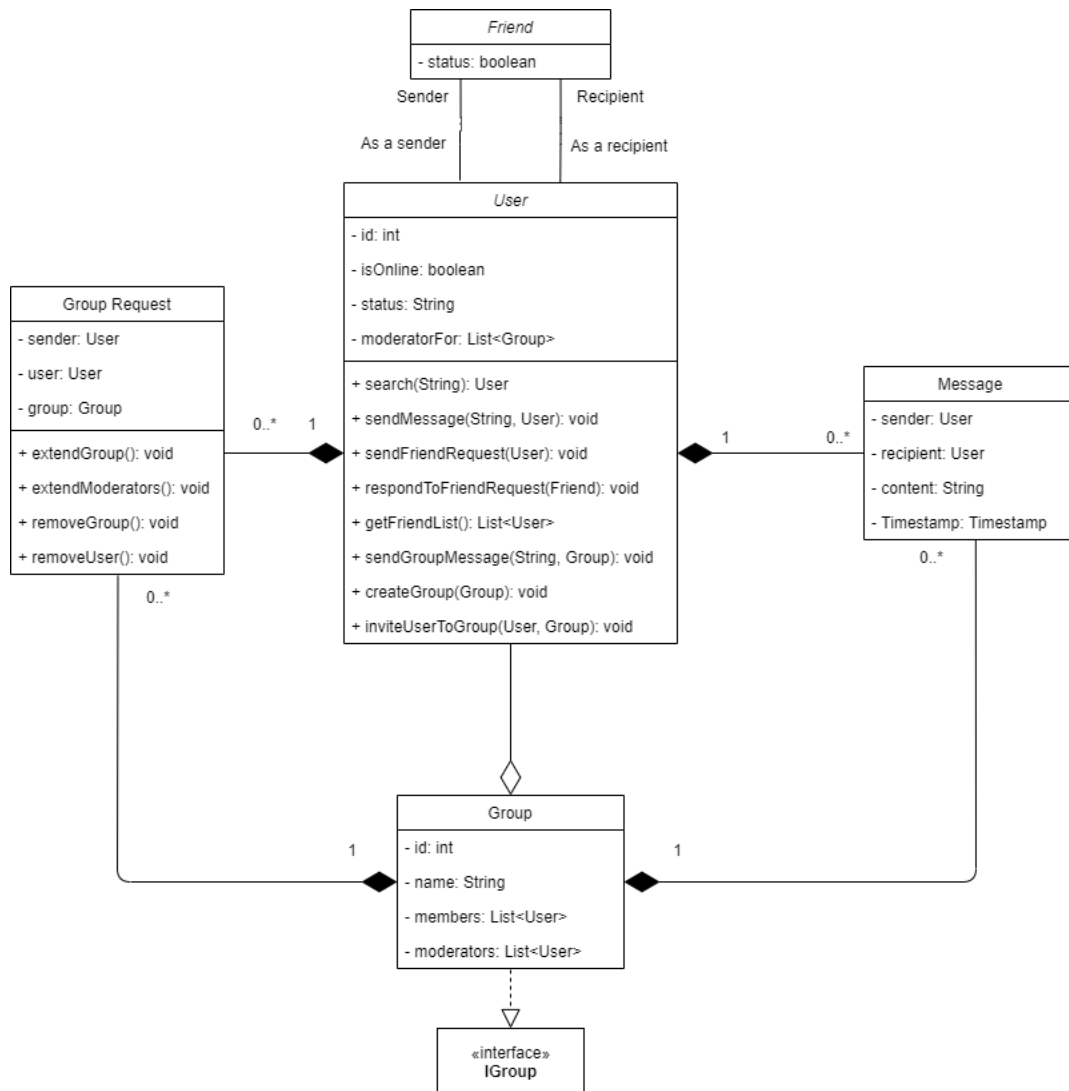 Friend
- status: boolean
Sender
Recipient
As a sender
As a recipient
User
- id: int
- isOnline: boolean
- status: String
- moderatorFor: List<Group>
+ search(String): User
+ sendMessage(String, User): void
+ sendFriendRequest(User): void
+ respondToFriendRequest(Friend): void
+ getFriendList(): List<User>
+ sendGroupMessage(String, Group): void
+ createGroup(Group): void
+ inviteUserToGroup(User, Group): void
Group Request
- sender: User
- user: User
- group: Group
+ extendGroup(): void
+ extendModerators(): void
+ removeGroup(): void
+ removeUser(): void
0..*
1
1
0..*
Message
- sender: User
- recipient: User
- content: String
- Timestamp: Timestamp
0..*
0..*
1
1
Group
- id: int
- name: String
- members: List<User>
- moderators: List<User>
«interface»
IGroup